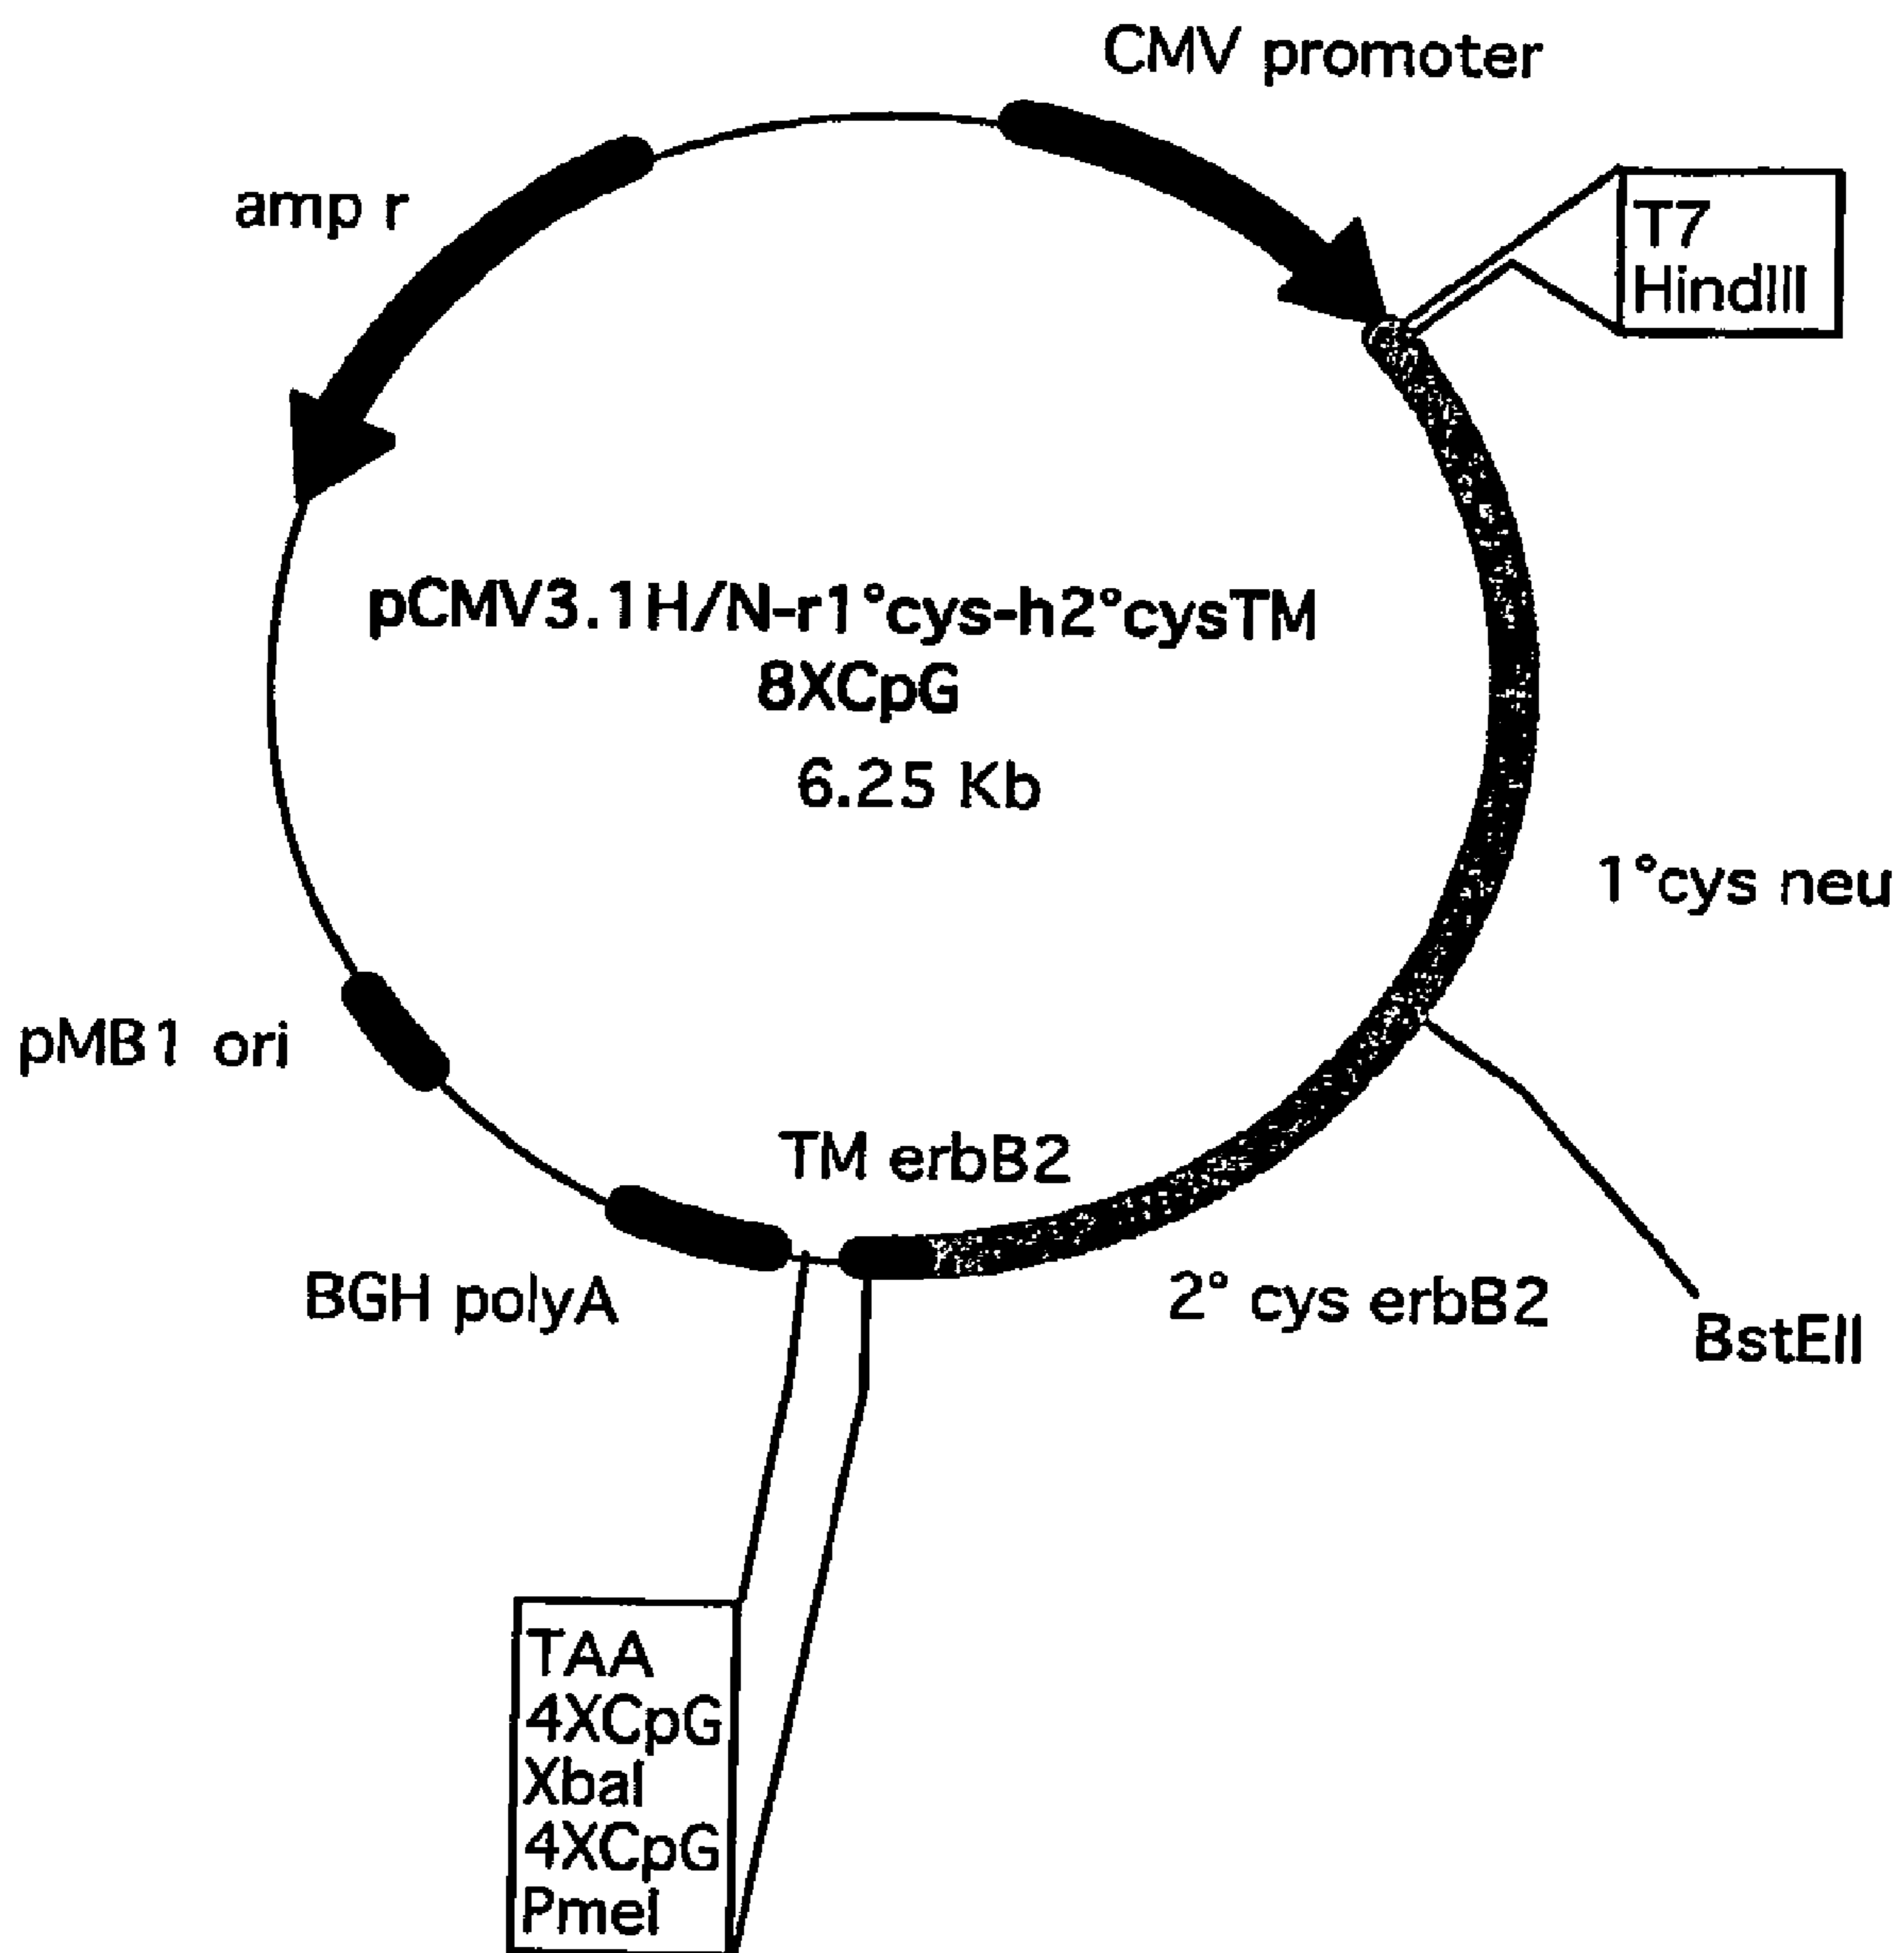 CMV promoter
amp r
T7
HindIII
pCMV3.1H/N-r1°cys-h2°cysTM
8XCpG
6.25 Kb
1°cys neu
pMB1 ori
TM erbB2
BGH polyA
2° cys erbB2
BstEII
TAA
4XCpG
XbaI
4XCpG
PmeI